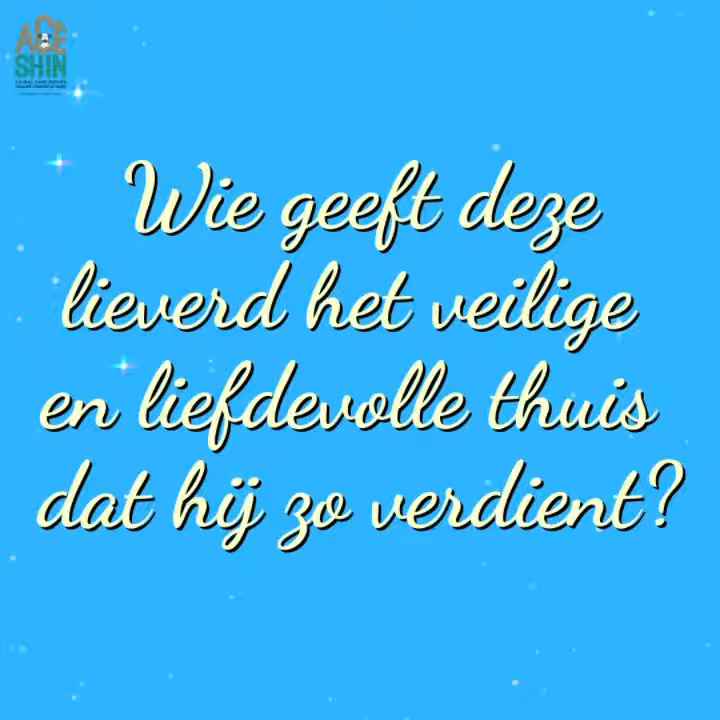 ACE
SHIN
Wie geeft deze
lieverd het veilige
en liefdevolle thuis
dat hij zo verdient?